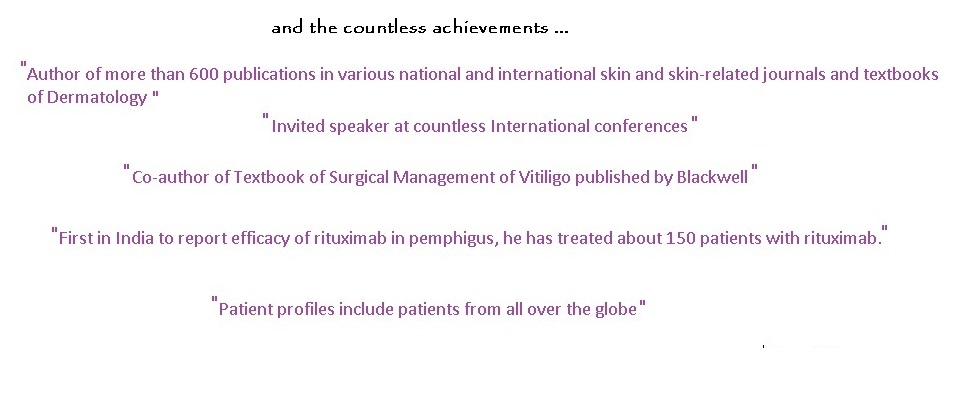 and the countless achievements ...
"Author of more than 600 publications in various national and international skin and skin-related journals and textbooks
of Dermatology "
"Invited speaker at countless International conferences"
"Co-author of Textbook of Surgical Management of Vitiligo published by Blackwell"
"First in India to report efficacy of rituximab in pemphigus, he has treated about 150 patients with rituximab."
"Patient profiles include patients from all over the globe"